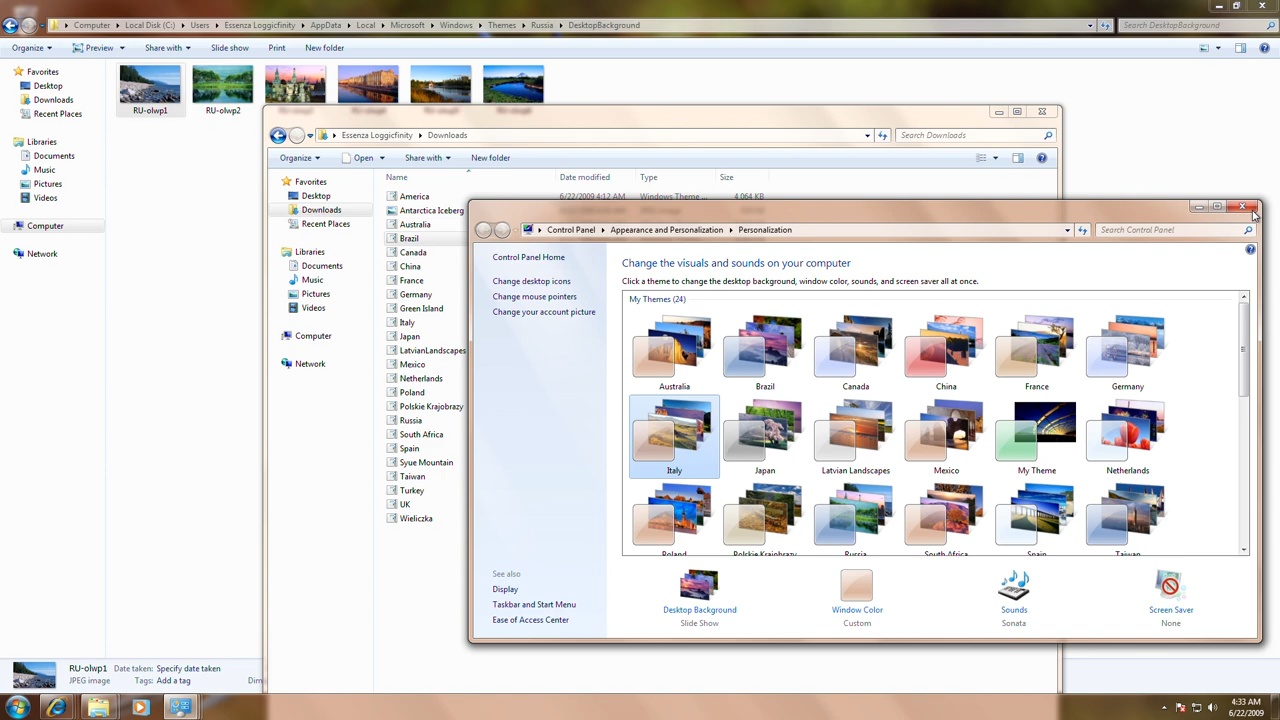 Computer Local Disk (C:) Users Essenza Loggicfinity AppData Local Microsoft Windows Themes Russia DesktopBackground Search DesktopBackground
Organize Preview Share with Slide show Print New folder
Favorites
Desktop
Downloads
Recent Places
Libraries
Documents
Music
Pictures
Videos
Computer
Network
RU-olwp1 RU-olwp2
Essenza Loggicfinity Downloads Search Downloads
Organize Open Share with New folder
Favorites
Desktop
Downloads
Recent Places
Libraries
Documents
Music
Pictures
Videos
Computer
Network
Name Date modified Type Size
America 6/22/2009 4:12 AM Windows Theme ... 4,064 KB
Antarctica Iceberg
Australia
Brazil
Canada
China
France
Germany
Green Island
Italy
Japan
LatvianLandscapes
Mexico
Netherlands
Poland
Polskie Krajobrazy
Russia
South Africa
Spain
Syue Mountain
Taiwan
Turkey
UK
Wieliczka
Control Panel Appearance and Personalization Personalization Search Control Panel
Control Panel Home
Change desktop icons
Change mouse pointers
Change your account picture
See also
Display
Taskbar and Start Menu
Ease of Access Center
Change the visuals and sounds on your computer
Click a theme to change the desktop background, window color, sounds, and screen saver all at once.
My Themes (24)
Australia Brazil Canada China France Germany
Italy Japan Latvian Landscapes Mexico My Theme Netherlands
Poland Polskie Krajobrazy Russia South Africa Spain Taiwan
Desktop Background Window Color Sounds Screen Saver
Slide Show Custom Sonata None
RU-olwp1 Date taken: Specify date taken
JPEG image Tags: Add a tag
4:33 AM
6/22/2009